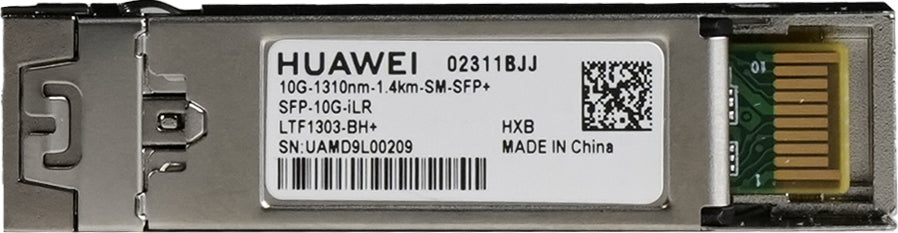 HUAWEI 02311BJJ
10G-1310nm-1.4km-SM-SFP+
SFP-10G-iLR
LTF1303-BH+ HXB
SN:UAMD9L00209 MADE IN China
10